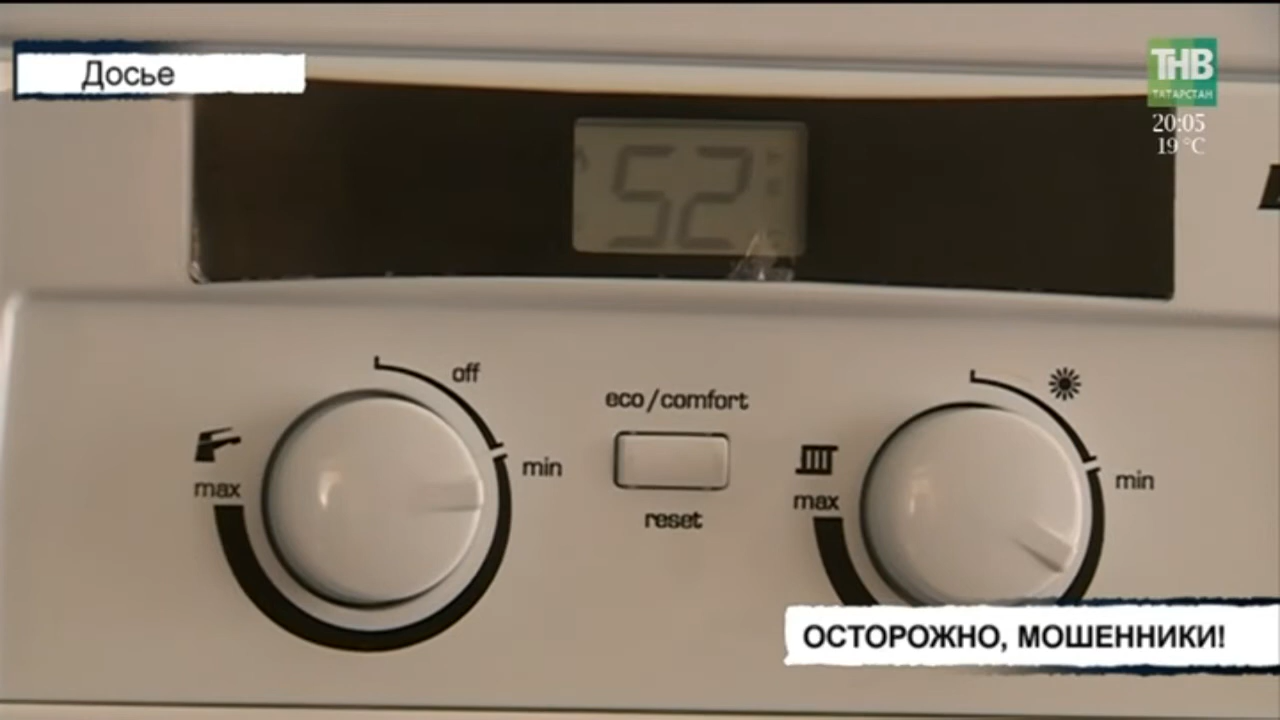 Досье
ТНВ
ТАТАРСТАН
20:05
19 °C
52
off
eco/comfort
min
max
reset
min
max
ОСТОРОЖНО, МОШЕННИКИ!